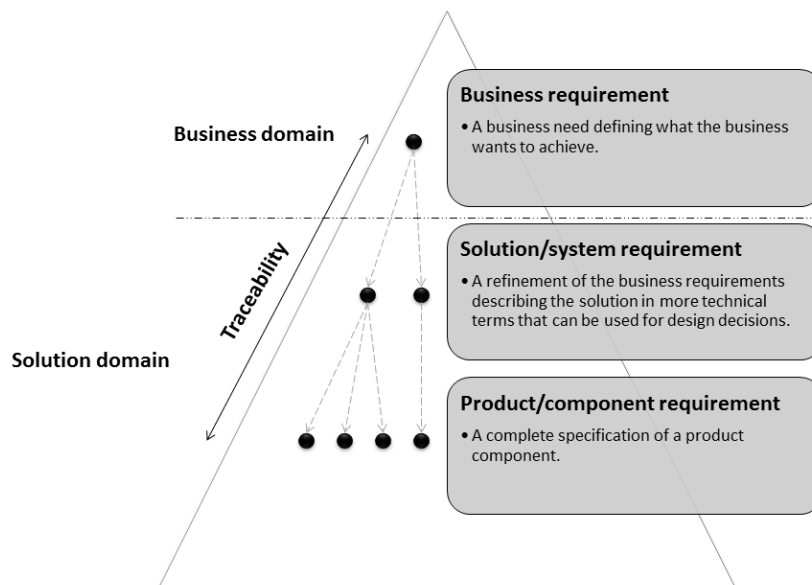 Business domain
Business requirement
• A business need defining what the business
wants to achieve.
Traceability
Solution domain
Solution/system requirement
• A refinement of the business requirements
describing the solution in more technical
terms that can be used for design decisions.
Product/component requirement
• A complete specification of a product
component.